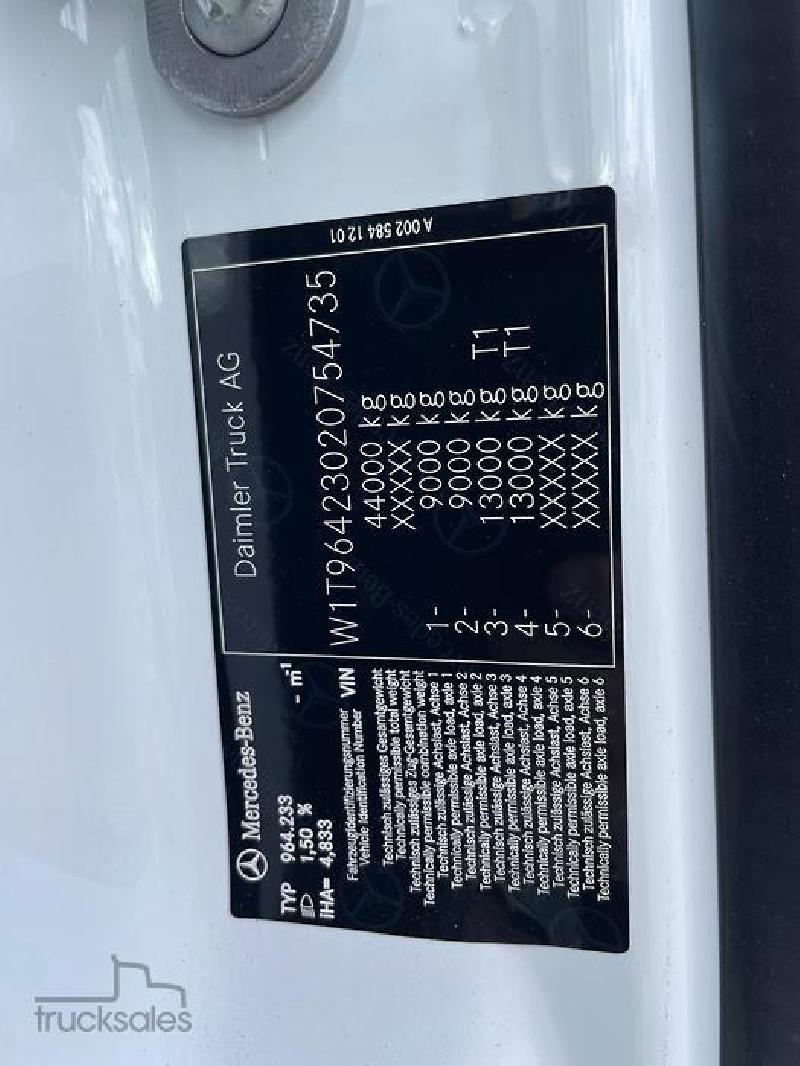 A 002 584 12 01
Mercedes-Benz
Daimler Truck AG
TYP 964.233
1,50 % - m⁻¹
IHA= 4,833
Fahrzeugidentifizierungsnummer
Vehicle Identification Number VIN W1T96423020754735
Technisch zulässiges Gesamtgewicht
Technically permissible total weight 44000 kg
Technisch zulässiges Zug-Gesamtgewicht
Technically permissible combination weight XXXXX kg
Technisch zulässige Achslast, Achse 1
Technically permissible axle load, axle 1 1- 9000 kg
Technisch zulässige Achslast, Achse 2
Technically permissible axle load, axle 2 2- 9000 kg
Technisch zulässige Achslast, Achse 3
Technically permissible axle load, axle 3 3- 13000 kg T1
Technisch zulässige Achslast, Achse 4
Technically permissible axle load, axle 4 4- 13000 kg T1
Technisch zulässige Achslast, Achse 5
Technically permissible axle load, axle 5 5- XXXXX kg
Technisch zulässige Achslast, Achse 6
Technically permissible axle load, axle 6 6- XXXXX kg
trucksales